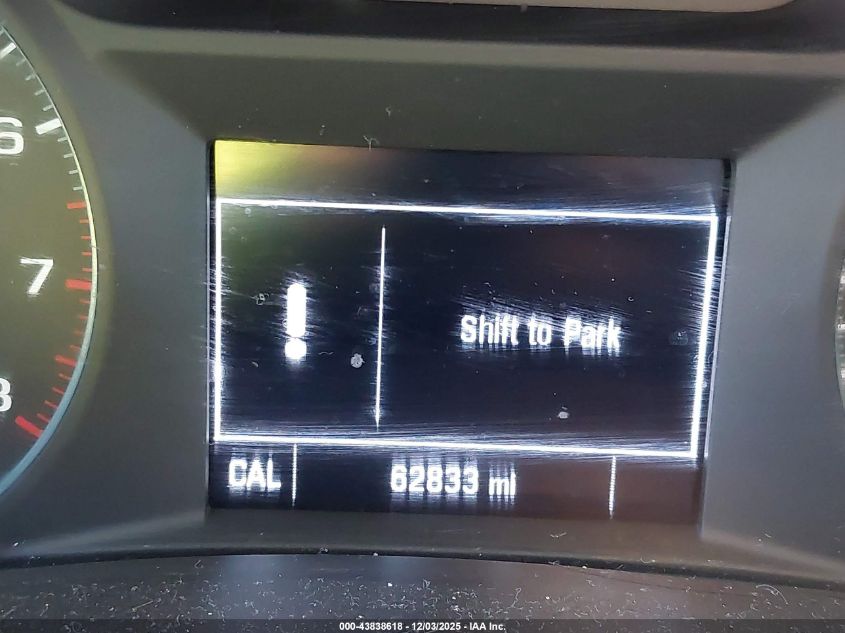 6
7
8
Shift to Park
CAL 62833 mi
000-43838618 - 12/03/2025 - IAA Inc.